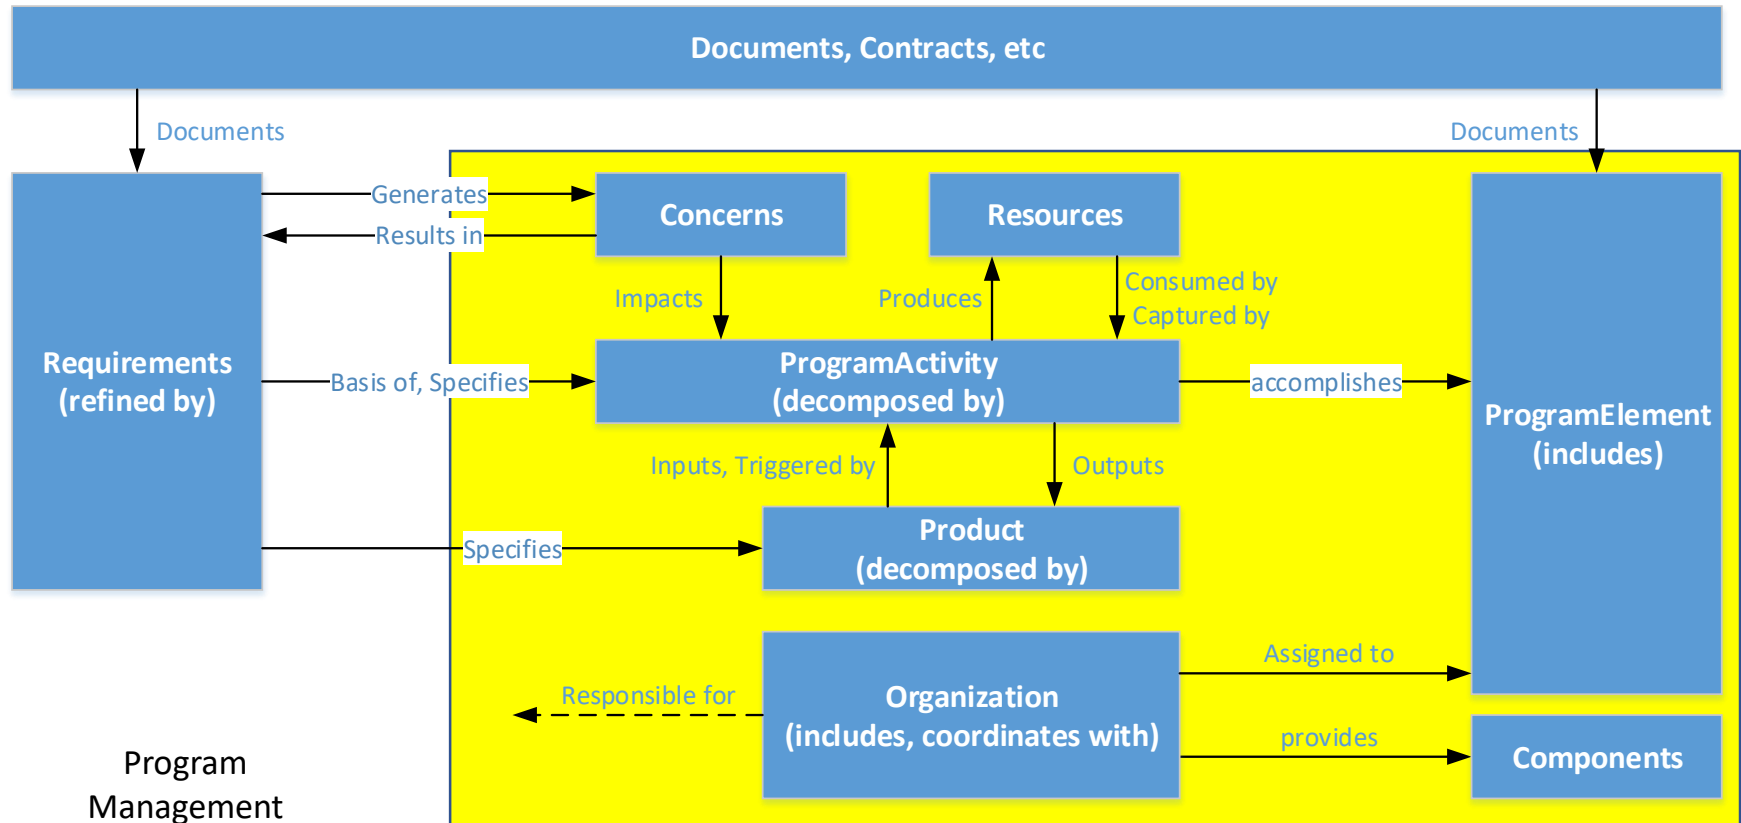 Documents, Contracts, etc
Documents
Documents
Generates
Concerns
Resources
Results in
Impacts
Produces
Consumed by
Captured by
Requirements
(refined by)
Basis of, Specifies
ProgramActivity
(decomposed by)
accomplishes
ProgramElement
(includes)
Inputs, Triggered by
Outputs
Specifies
Product
(decomposed by)
Responsible for
Organization
(includes, coordinates with)
Assigned to
provides
Components
Program
Management